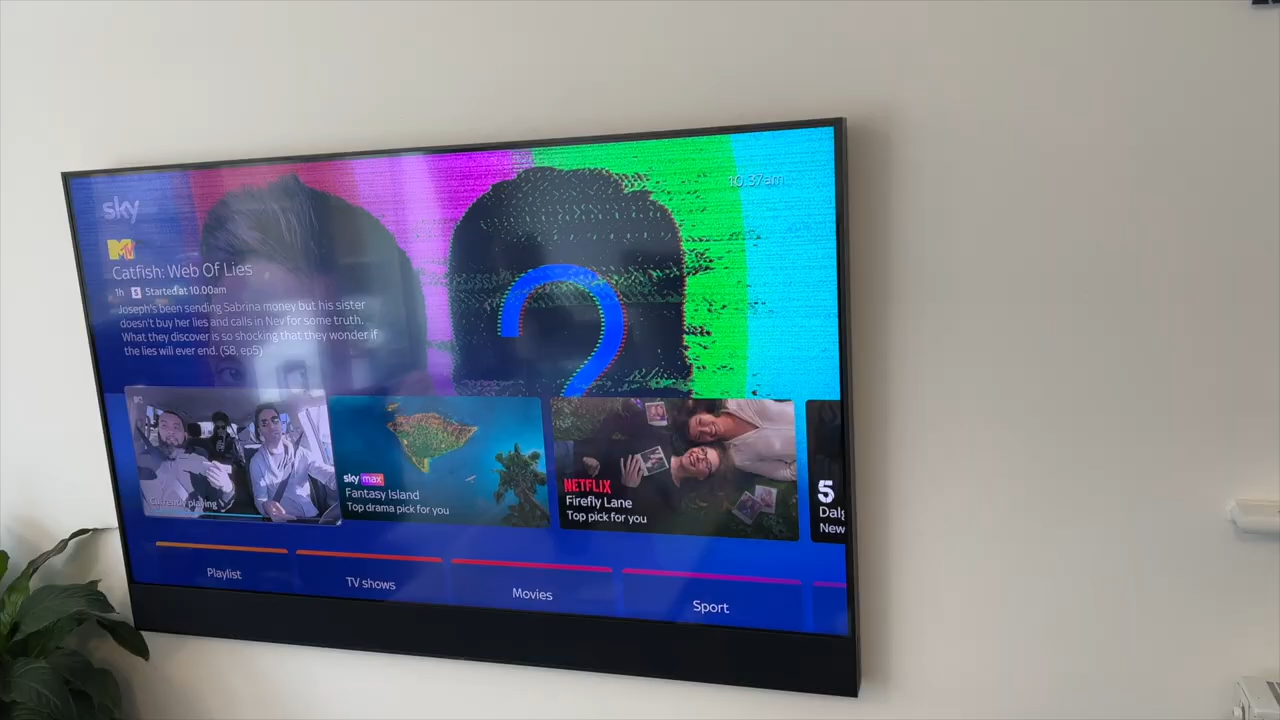 10.37am
sky
MTV
Catfish: Web Of Lies
1h S Started at 10.00am
Joseph's been sending Sabrina money but his sister
doesn't buy her lies and calls in Nev for some truth.
What they discover is so shocking that they wonder if
the lies will ever end. (S8, ep5)
Currently playing
sky max
Fantasy Island
Top drama pick for you
NETFLIX
Firefly Lane
Top pick for you
5
Dalg
New
Playlist
TV shows
Movies
Sport